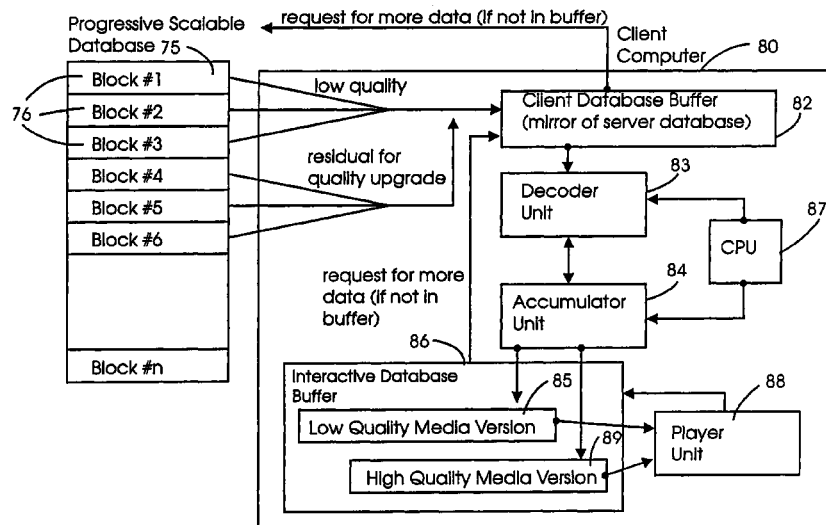 request for more data (if not in buffer)
Progressive Scalable
Database 75
Client
Computer
80
Block #1
Block #2
Block #3
Block #4
Block #5
Block #6
Block #n
76
low quality
residual for
quality upgrade
Client Database Buffer
(mirror of server database)
82
Decoder
Unit
83
CPU
87
request for more
data (if not in
buffer)
Accumulator
Unit
84
86
Interactive Database
Buffer
85
Low Quality Media Version
89
High Quality Media Version
Player
Unit
88